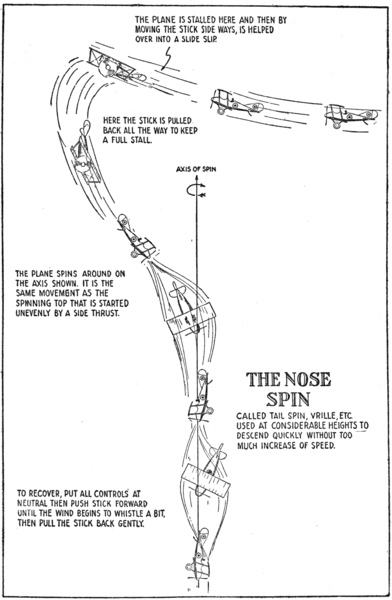 THE PLANE IS STALLED HERE AND THEN BY
MOVING THE STICK SIDE WAYS, IS HELPED
OVER INTO A SLIDE SLIP.
HERE THE STICK IS PULLED
BACK ALL THE WAY TO KEEP
A FULL STALL.
AXIS OF SPIN
THE PLANE SPINS AROUND ON
THE AXIS SHOWN. IT IS THE
SAME MOVEMENT AS THE
SPINNING TOP THAT IS STARTED
UNEVENLY BY A SIDE THRUST.
THE NOSE
SPIN
CALLED TAIL SPIN, VRILLE, ETC.
USED AT CONSIDERABLE HEIGHTS TO
DESCEND QUICKLY WITHOUT TOO
MUCH INCREASE OF SPEED.
TO RECOVER, PUT ALL CONTROLS AT
NEUTRAL THEN PUSH STICK FORWARD
UNTIL THE WIND BEGINS TO WHISTLE A BIT,
THEN PULL THE STICK BACK GENTLY.